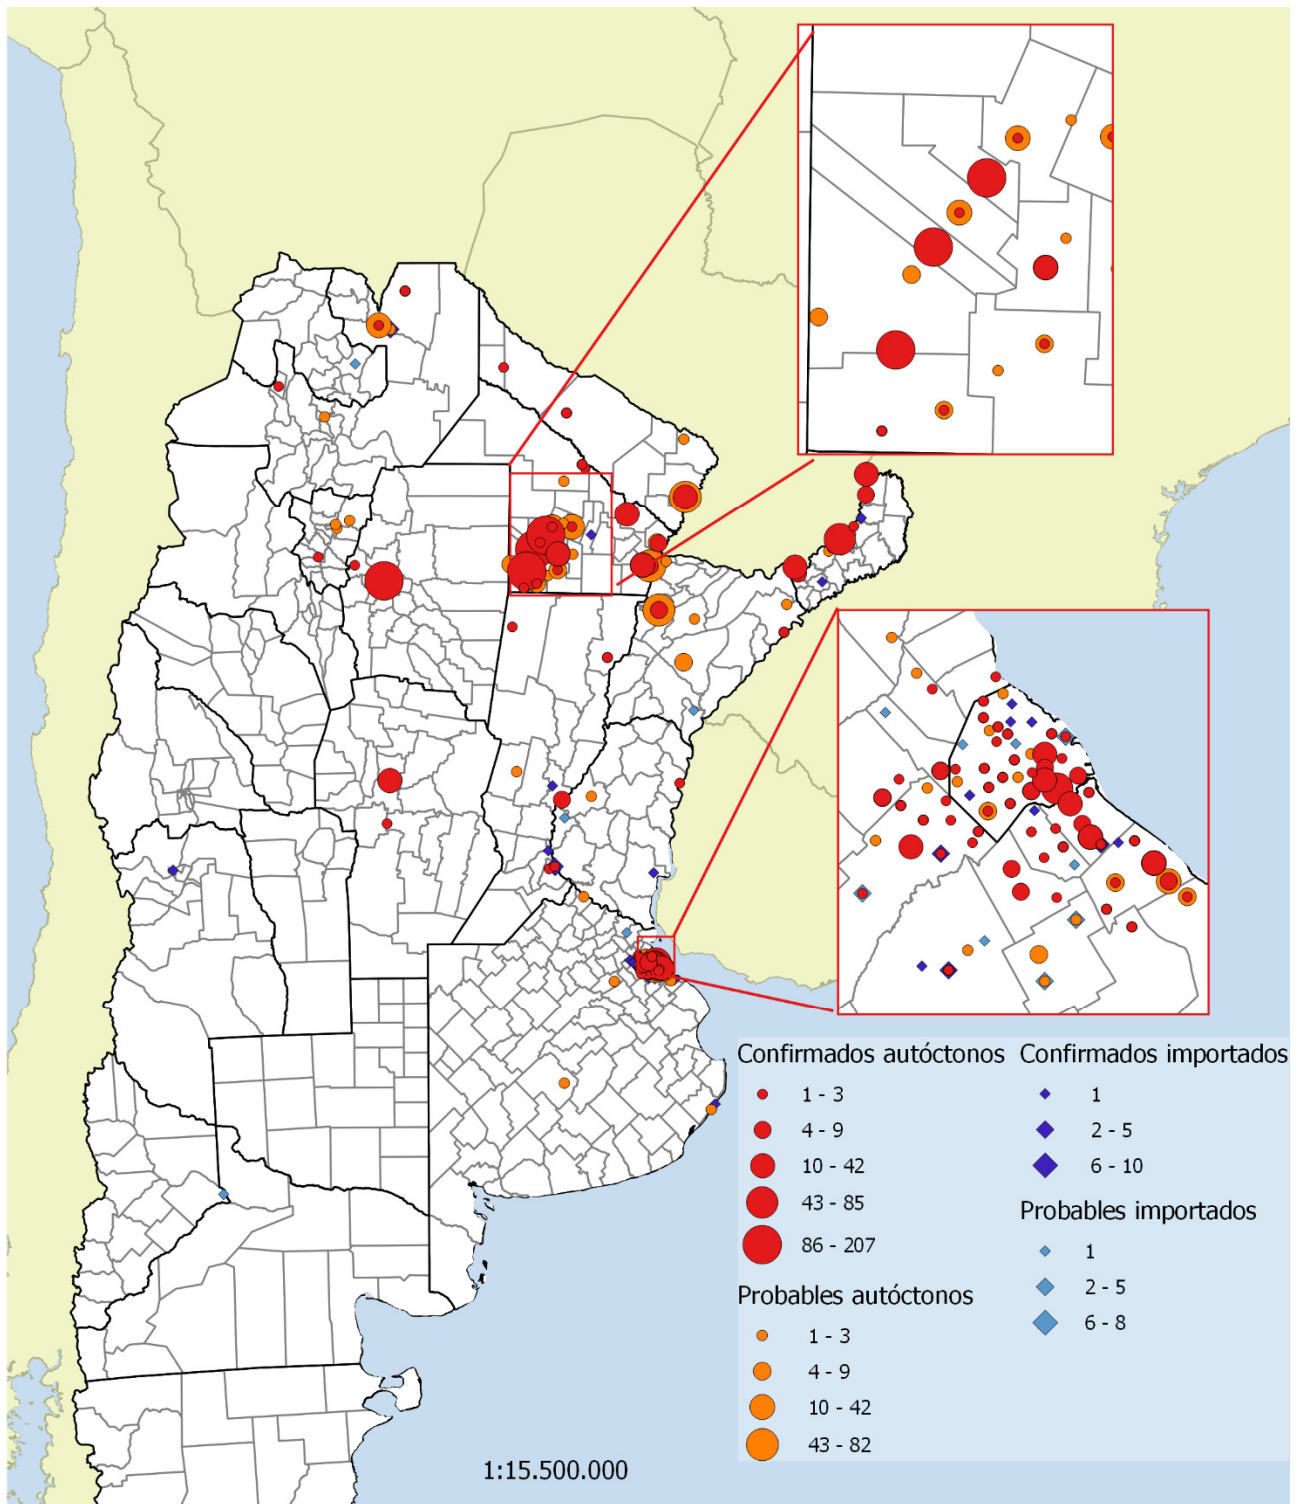 Confirmados autóctonos
1 - 3
4 - 9
10 - 42
43 - 85
86 - 207
Probables autóctonos
1 - 3
4 - 9
10 - 42
43 - 82
Confirmados importados
1
2 - 5
6 - 10
Probables importados
1
2 - 5
6 - 8
1:15.500.000